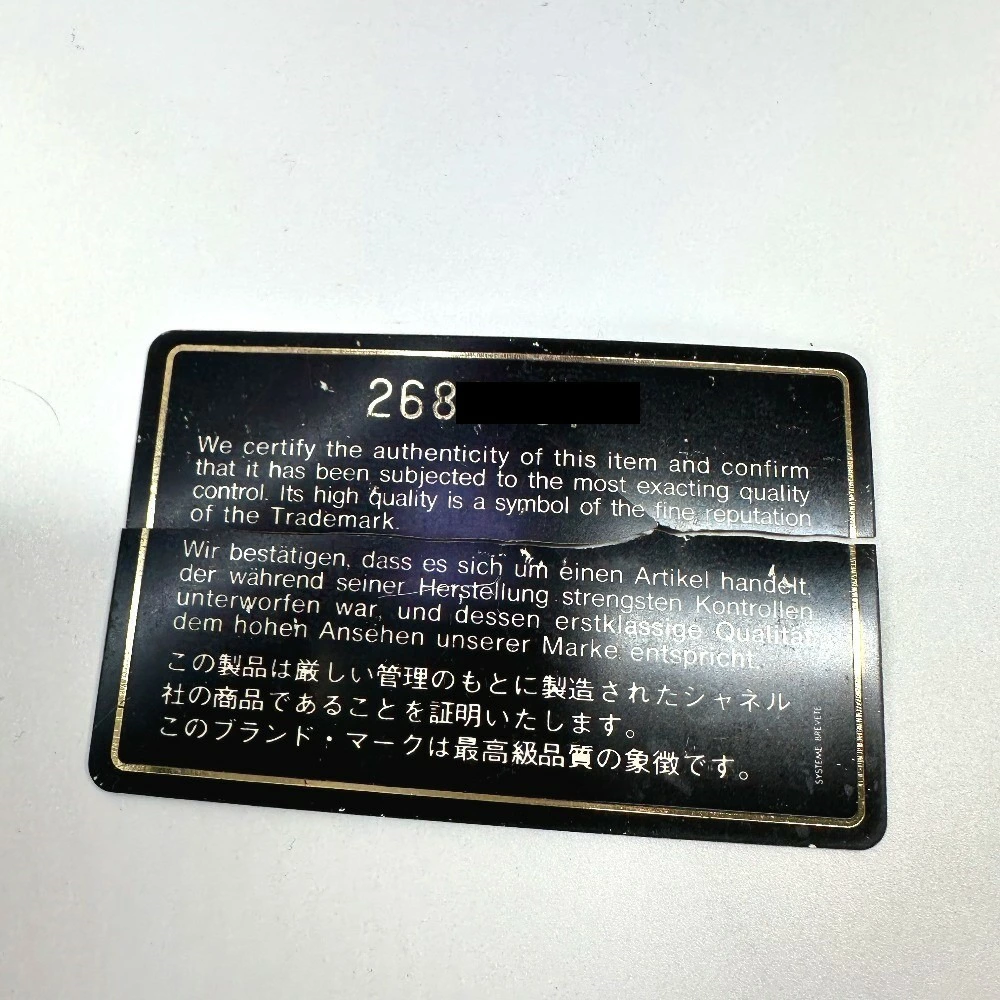 268
We certify the authenticity of this item and confirm
that it has been subjected to the most exacting quality
control. Its high quality is a symbol of the fine reputation
of the Trademark.
Wir bestätigen, dass es sich um einen Artikel handelt,
der während seiner Herstellung strengsten Kontrollen
unterworfen war, und dessen erstklassige Qualität
dem hohen Ansehen unserer Marke entspricht.
この製品は厳しい管理のもとに製造されたシャネル
社の商品であることを証明いたします。
このブランド・マークは最高級品質の象徴です。
SYSTEME BREVETE